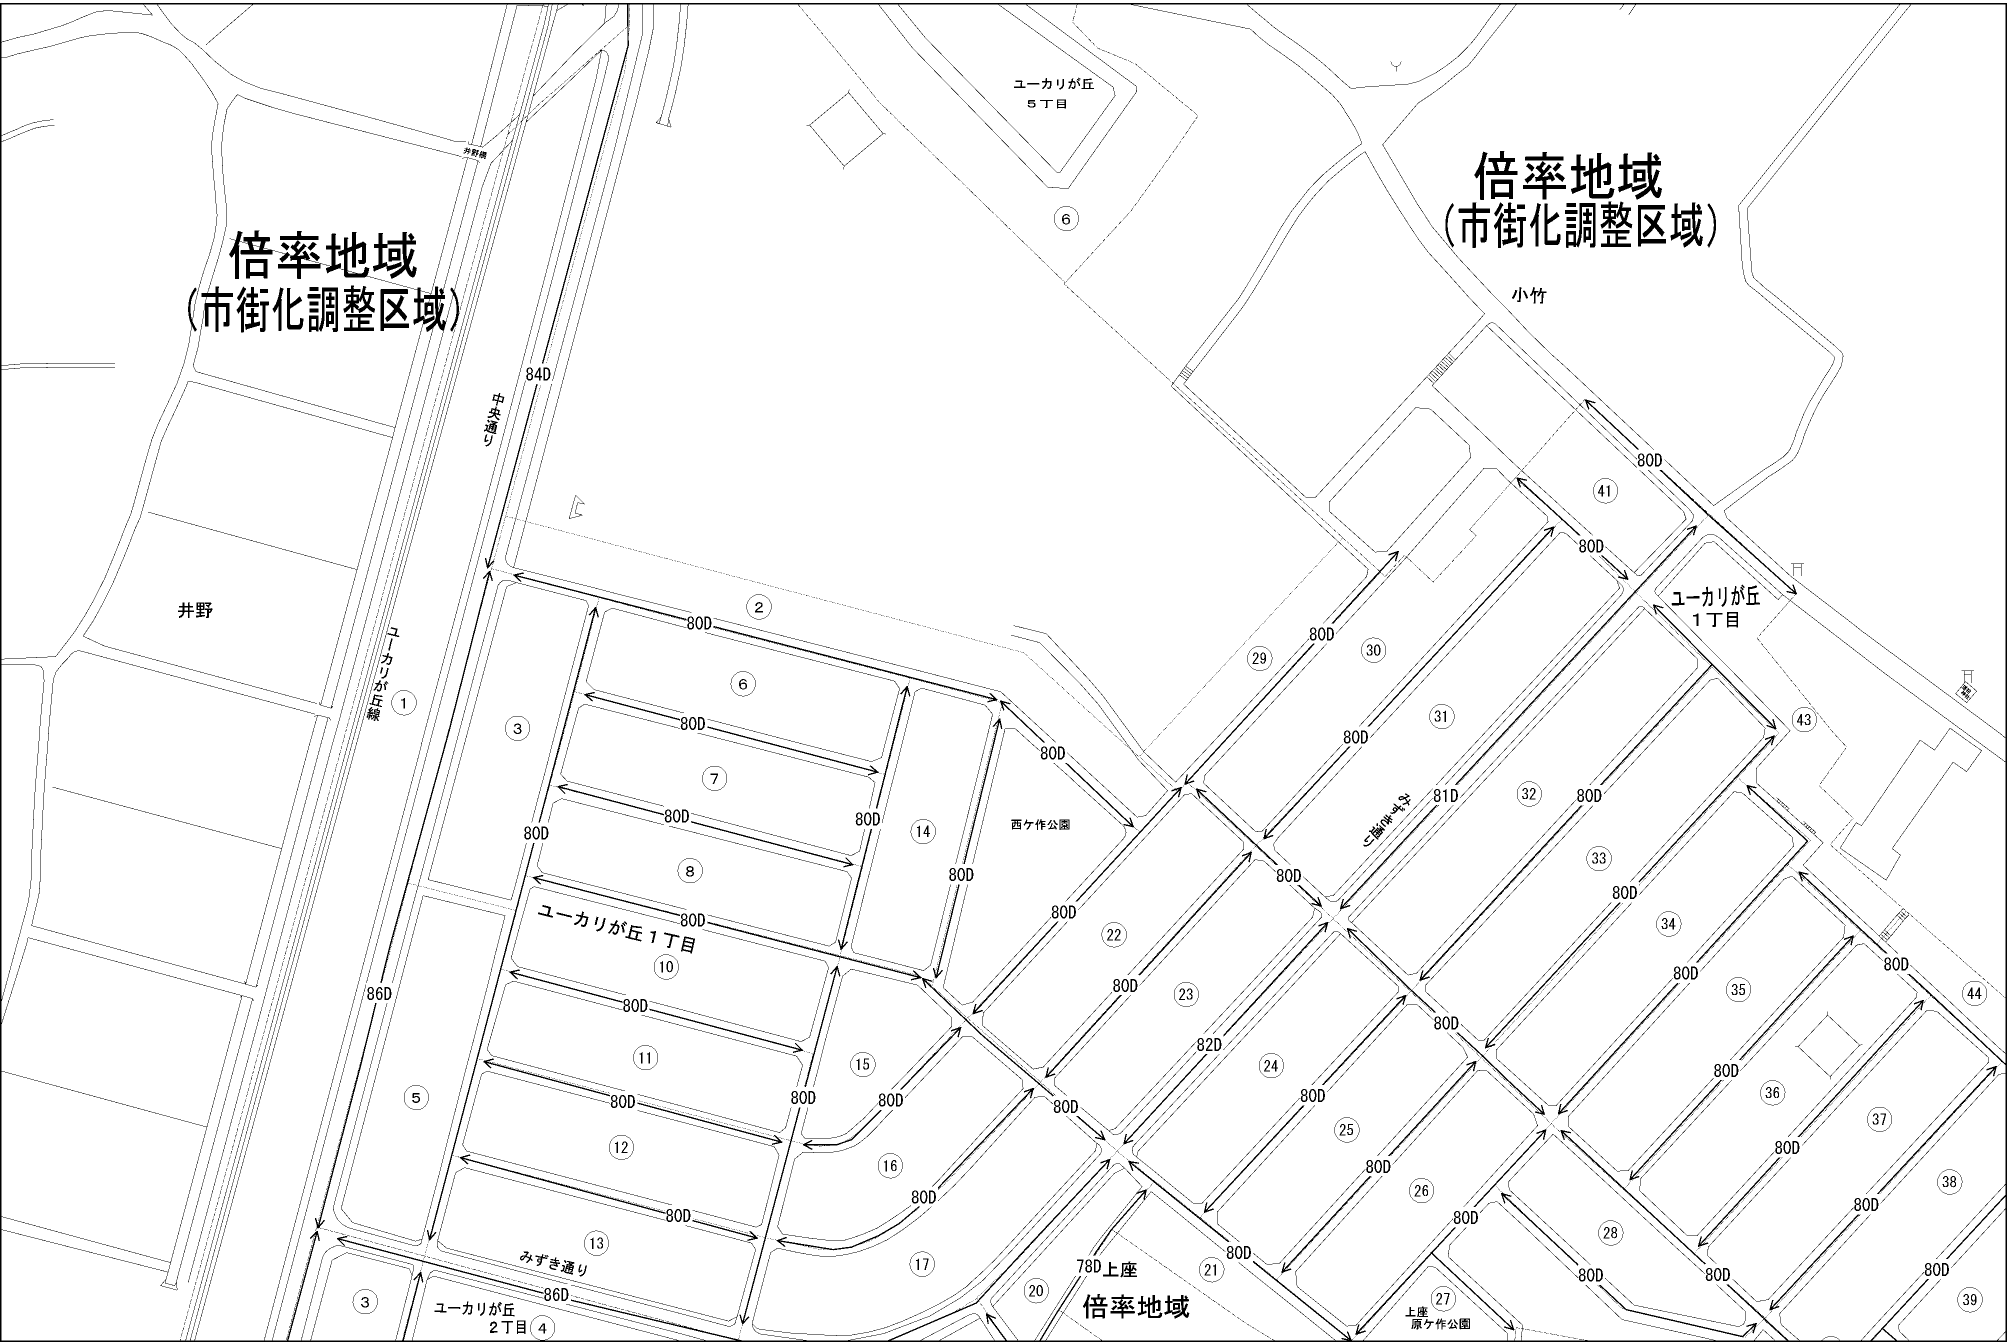 ユーカリが丘
５丁目
井野橋
⑥
倍率地域
（市街化調整区域）
倍率地域
（市街化調整区域）
小竹
84D
中央通り
80D
41
80D
ユーカリが丘
１丁目
井野
ユーカリが丘線
①
②
80D
③
⑥
80D
⑦
80D
80D
⑧
80D
80D
14
80D
80D
西ケ作公園
29
80D
30
80D
31
81D
みずき通り
32
80D
33
80D
43
ユーカリが丘１丁目
80D
10
80D
86D
⑤
11
80D
80D
12
80D
13
みずき通り
86D
15
80D
16
80D
17
80D
22
80D
23
80D
82D
24
80D
80D
34
80D
35
80D
44
36
80D
37
80D
80D
38
80D
39
25
80D
26
80D
80D
28
80D
80D
③
ユーカリが丘
２丁目
④
20
78D
上座
倍率地域
21
80D
27
上座
原ケ作公園